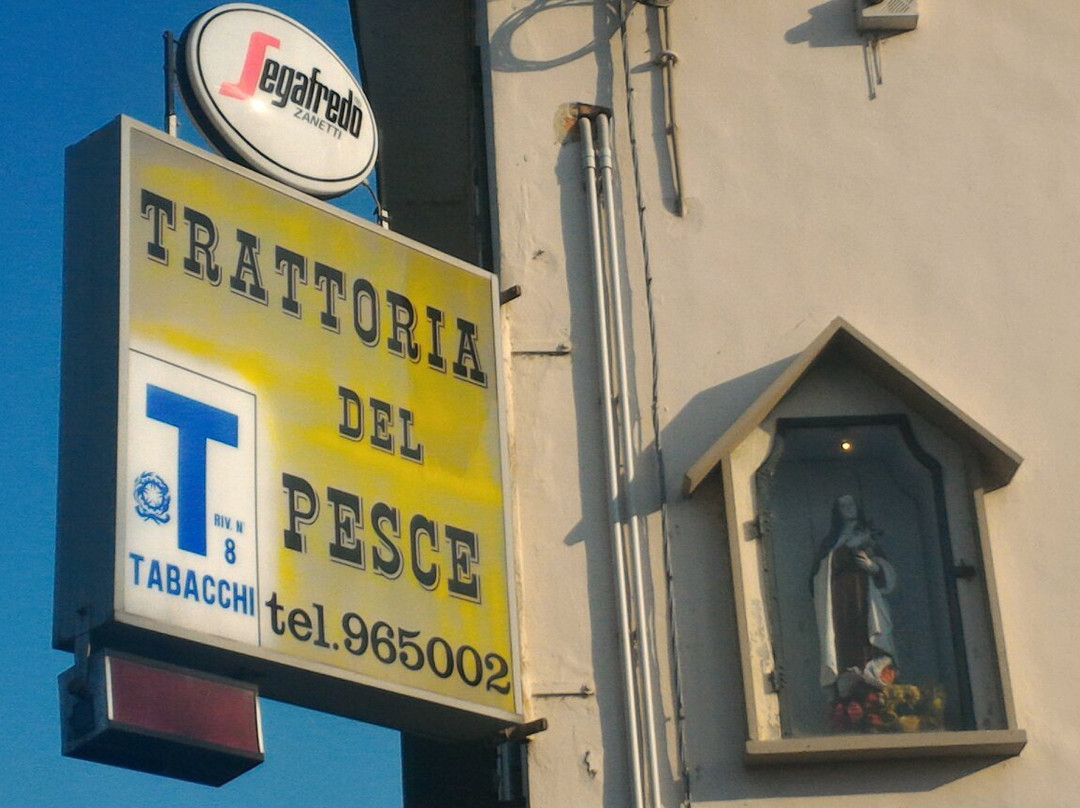 Segafredo
ZANETTI
TRATTORIA
DEL
PESCE
T
RIV. N°
8
TABACCHI
tel.965002